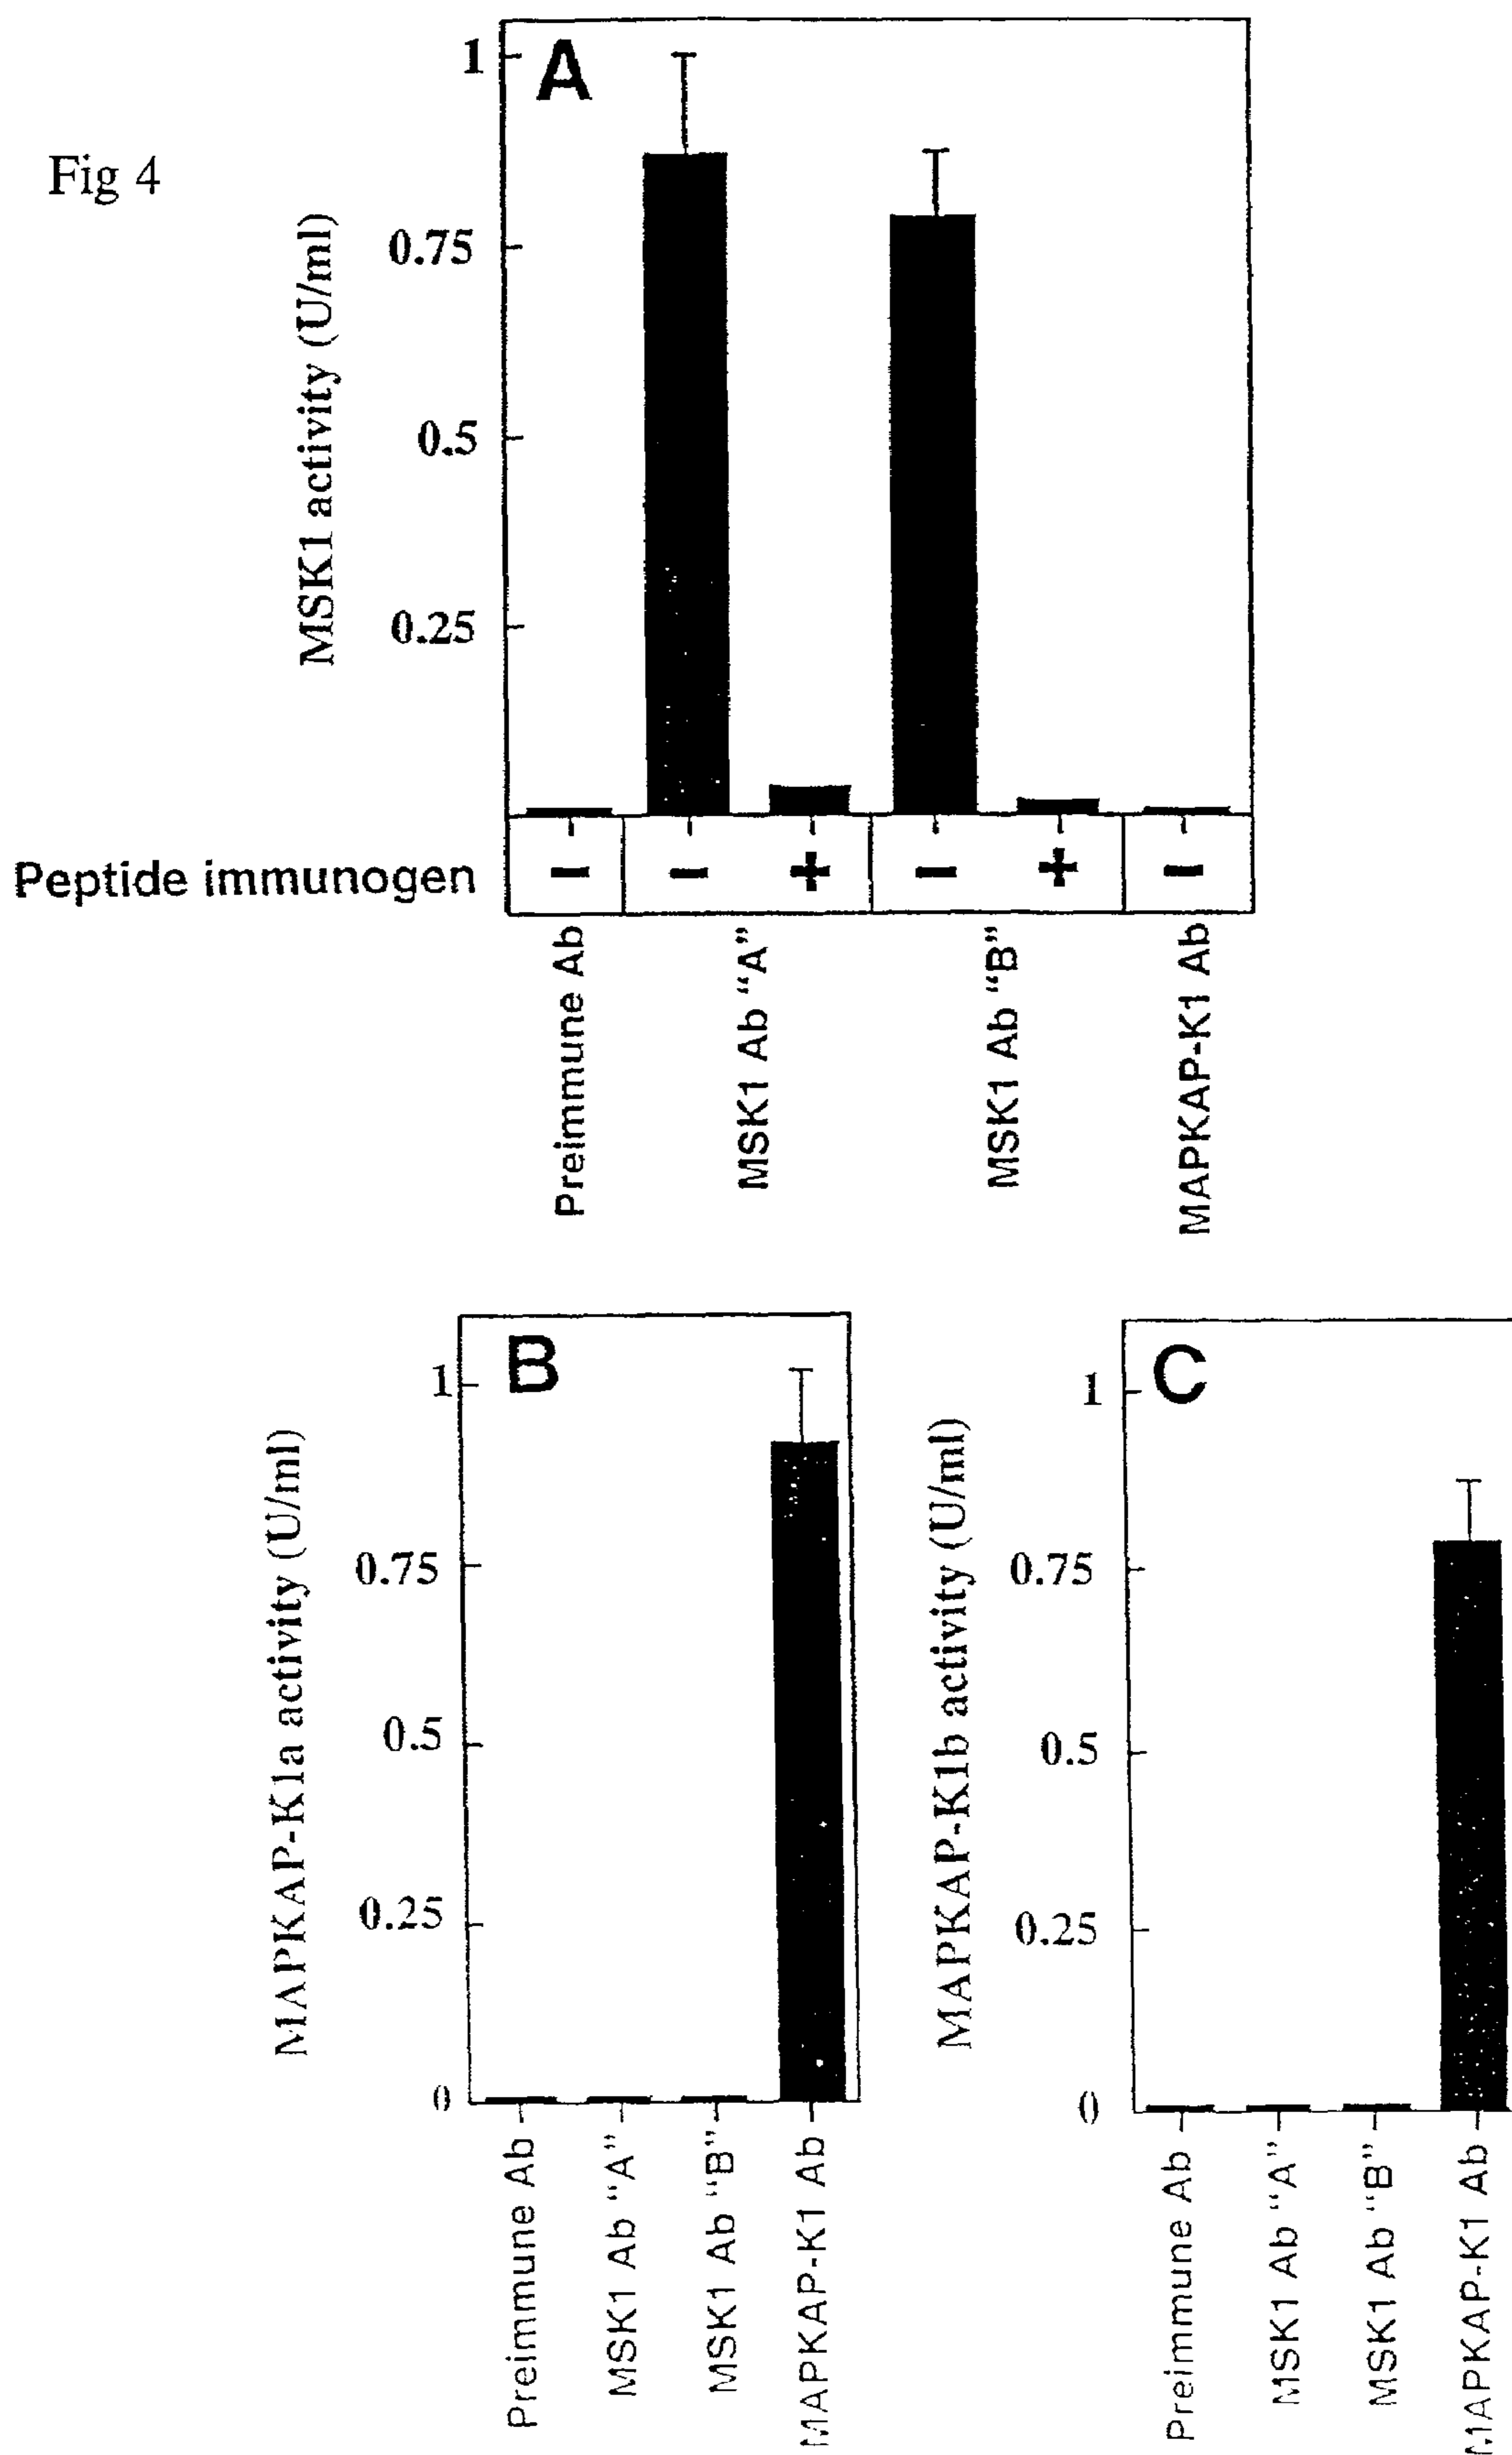 Fig 4
A
MSK1 activity (U/ml)
1
0.75
0.5
0.25
Peptide immunogen
− − + − + −
Preimmune Ab
MSK1 Ab “A”
MSK1 Ab “B”
MAPKAP-K1 Ab
B
MAPKAP-K1a activity (U/ml)
1
0.75
0.5
0.25
0
Preimmune Ab
MSK1 Ab “A”
MSK1 Ab “B”
MAPKAP-K1 Ab
C
MAPKAP-K1b activity (U/ml)
1
0.75
0.5
0.25
0
Preimmune Ab
MSK1 Ab “A”
MSK1 Ab “B”
MAPKAP-K1 Ab